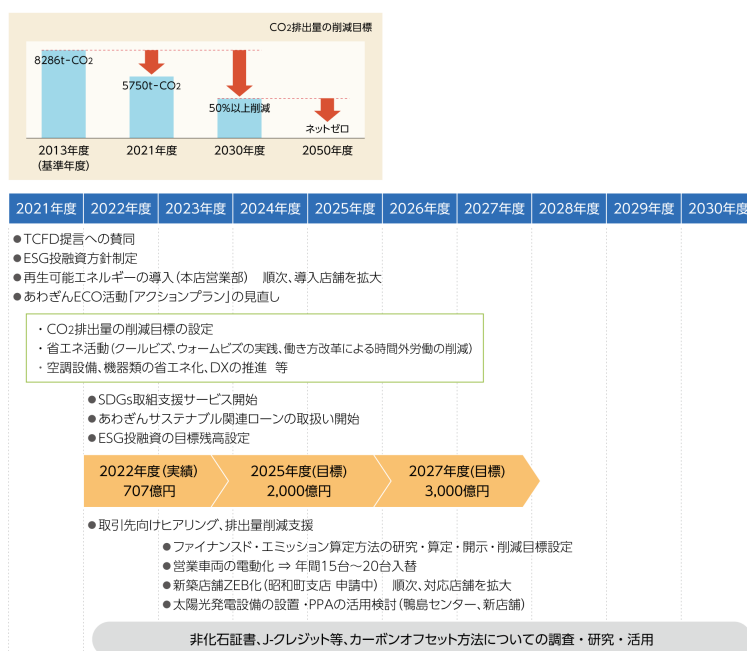 CO2排出量の削減目標
8286t-CO2
5750t-CO2
50%以上削減
ネットゼロ
2013年度
(基準年度)
2021年度
2030年度
2050年度
2021年度 2022年度 2023年度 2024年度 2025年度 2026年度 2027年度 2028年度 2029年度 2030年度
●TCFD提言への賛同
●ESG投融資方針制定
●再生可能エネルギーの導入(本店営業部) 順次、導入店舗を拡大
●あわぎんECO活動「アクションプラン」の見直し
・CO2排出量の削減目標の設定
・省エネ活動(クールビズ、ウォームビズの実践、働き方改革による時間外労働の削減)
・空調設備、機器類の省エネ化、DXの推進 等
●SDGs取組支援サービス開始
●あわぎんサステナブル関連ローンの取扱い開始
●ESG投融資の目標残高設定
2022年度(実績)
707億円
2025年度(目標)
2,000億円
2027年度(目標)
3,000億円
●取引先向けヒアリング、排出量削減支援
●ファイナンスド・エミッション算定方法の研究・算定・開示・削減目標設定
●営業車両の電動化 ⇒ 年間15台～20台入替
●新築店舗ZEB化(昭和町支店 申請中) 順次、対応店舗を拡大
●太陽光発電設備の設置・PPAの活用検討(鴨島センター、新店舗)
非化石証書、J-クレジット等、カーボンオフセット方法についての調査・研究・活用